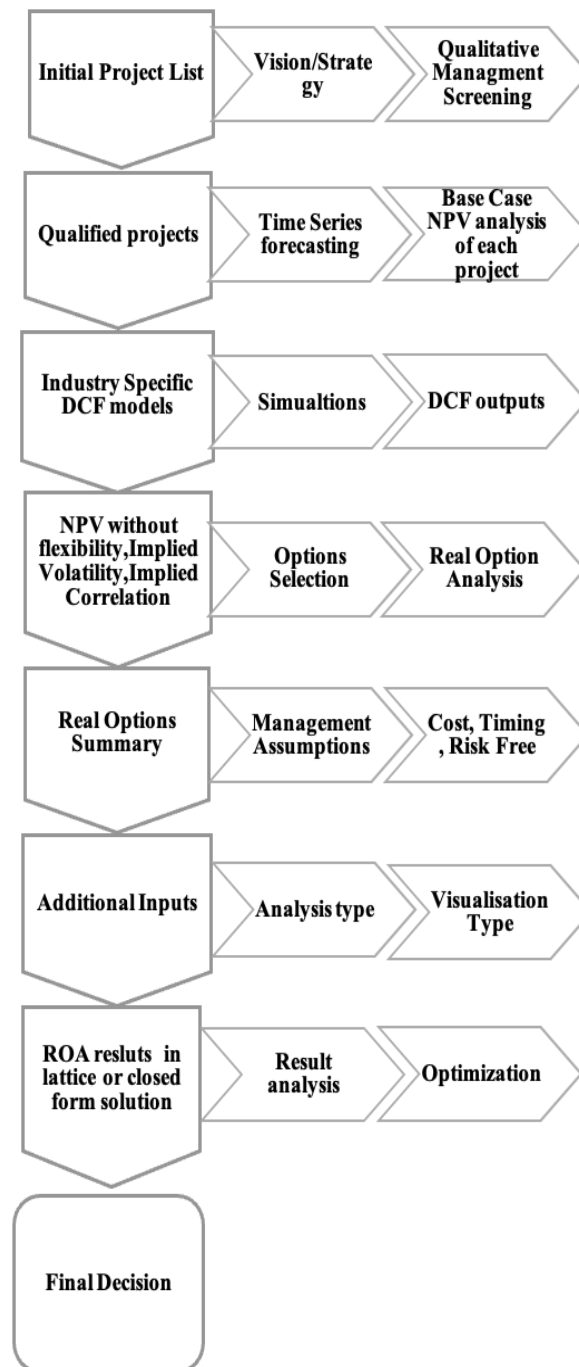 Initial Project List
Vision/Strate
gy
Qualitative
Managment
Screening
Qualified projects
Time Series
forecasting
Base Case
NPV analysis
of each
project
Industry Specific
DCF models
Simualtions
DCF outputs
NPV without
flexibility,Implied
Volatility,Implied
Correlation
Options
Selection
Real Option
Analysis
Real Options
Summary
Management
Assumptions
Cost, Timing
, Risk Free
Additional Inputs
Analysis type
Visualisation
Type
ROA resluts in
lattice or closed
form solution
Result
analysis
Optimization
Final Decision